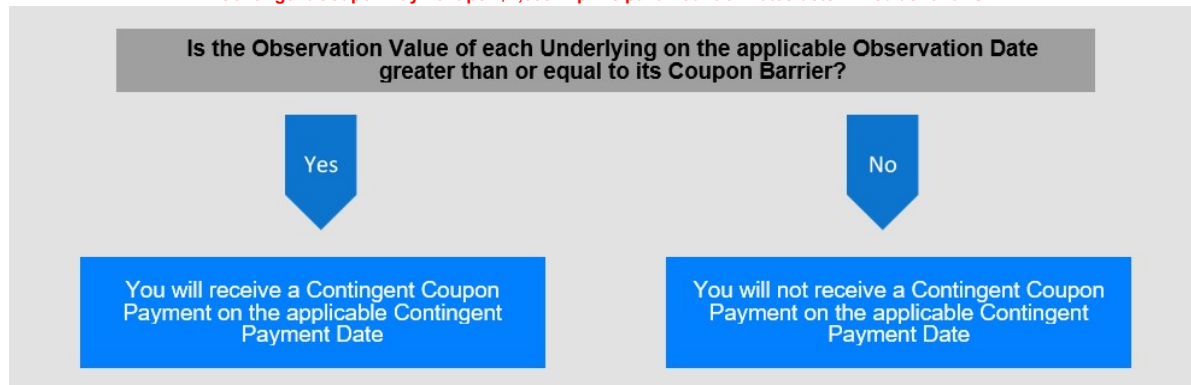 Is the Observation Value of each Underlying on the applicable Observation Date
greater than or equal to its Coupon Barrier?
Yes
No
You will receive a Contingent Coupon
Payment on the applicable Contingent
Payment Date
You will not receive a Contingent Coupon
Payment on the applicable Contingent
Payment Date